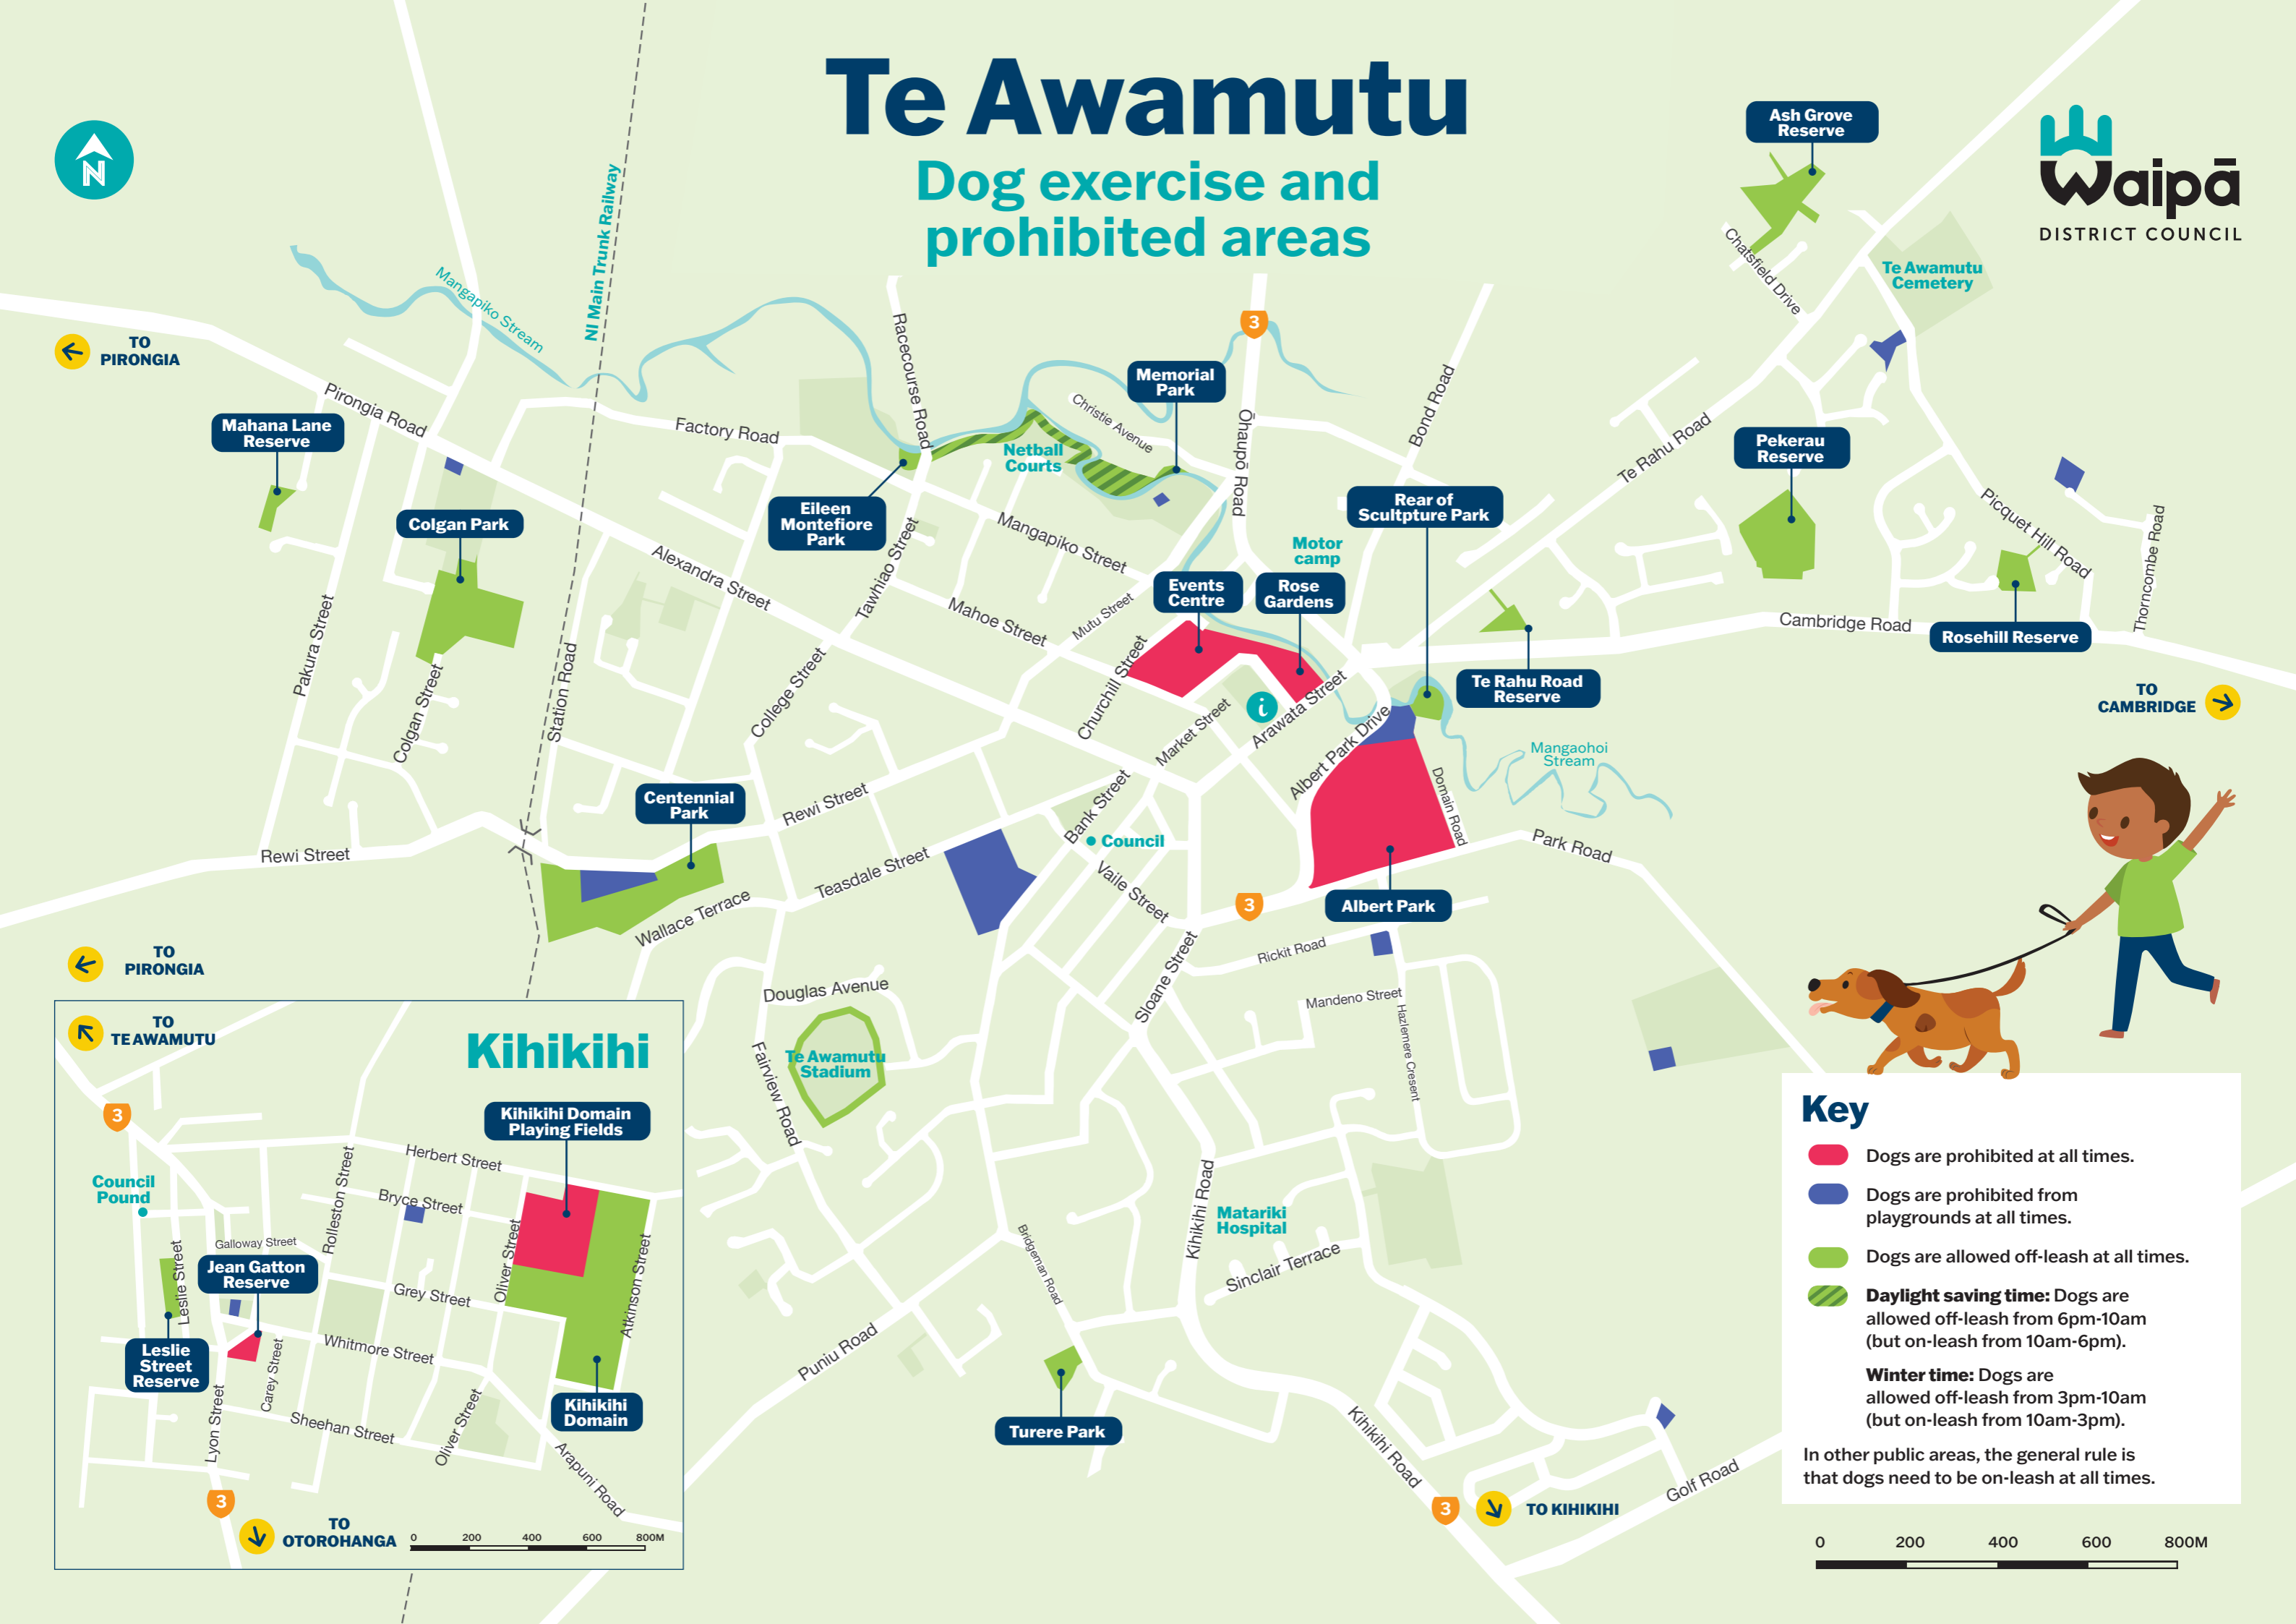 Te Awamutu
Dog exercise and
prohibited areas
N
Waipā
DISTRICT COUNCIL
Ash Grove
Reserve
Chatsfield Drive
Te Awamutu
Cemetery
NI Main Trunk Railway
Mangapiko Stream
TO
PIRONGIA
Pirongia Road
Mahana Lane
Reserve
Colgan Park
Factory Road
Racecourse Road
3
Memorial
Park
Christie Avenue
Netball
Courts
Ōhaupō Road
Bond Road
Te Rahu Road
Pekerau
Reserve
Picquet Hill Road
Thorncombe Road
Eileen
Montefiore
Park
Rear of
Scultpture Park
Motor
camp
Mangapiko Street
Alexandra Street
Tawhiao Street
Mahoe Street
Mutu Street
Events
Centre
Rose
Gardens
Cambridge Road
Rosehill Reserve
Te Rahu Road
Reserve
TO
CAMBRIDGE
Pakura Street
Colgan Street
Station Road
College Street
Churchill Street
Market Street
i
Arawata Street
Albert Park Drive
Domain Road
Mangaohoi
Stream
Centennial
Park
Rewi Street
Rewi Street
Bank Street
Council
Vaile Street
Teasdale Street
Wallace Terrace
3
Albert Park
Park Road
TO
PIRONGIA
Rickit Road
Sloane Street
Mandeno Street
Hazlemere Cresent
Douglas Avenue
Te Awamutu
Stadium
Fairview Road
Kihikihi Road
Matariki
Hospital
Sinclair Terrace
Bridgeman Road
Puniu Road
Turere Park
Kihikihi Road
3
TO KIHIKIHI
Golf Road
TO
TE AWAMUTU
Kihikihi
3
Kihikihi Domain
Playing Fields
Herbert Street
Rolleston Street
Bryce Street
Council
Pound
Galloway Street
Leslie Street
Jean Gatton
Reserve
Oliver Street
Grey Street
Atkinson Street
Whitmore Street
Leslie
Street
Reserve
Carey Street
Lyon Street
Sheehan Street
Oliver Street
Kihikihi
Domain
Arapuni Road
3
TO
OTOROHANGA
0 200 400 600 800M
Key
Dogs are prohibited at all times.
Dogs are prohibited from
playgrounds at all times.
Dogs are allowed off-leash at all times.
Daylight saving time: Dogs are
allowed off-leash from 6pm-10am
(but on-leash from 10am-6pm).
Winter time: Dogs are
allowed off-leash from 3pm-10am
(but on-leash from 10am-3pm).
In other public areas, the general rule is
that dogs need to be on-leash at all times.
0 200 400 600 800M